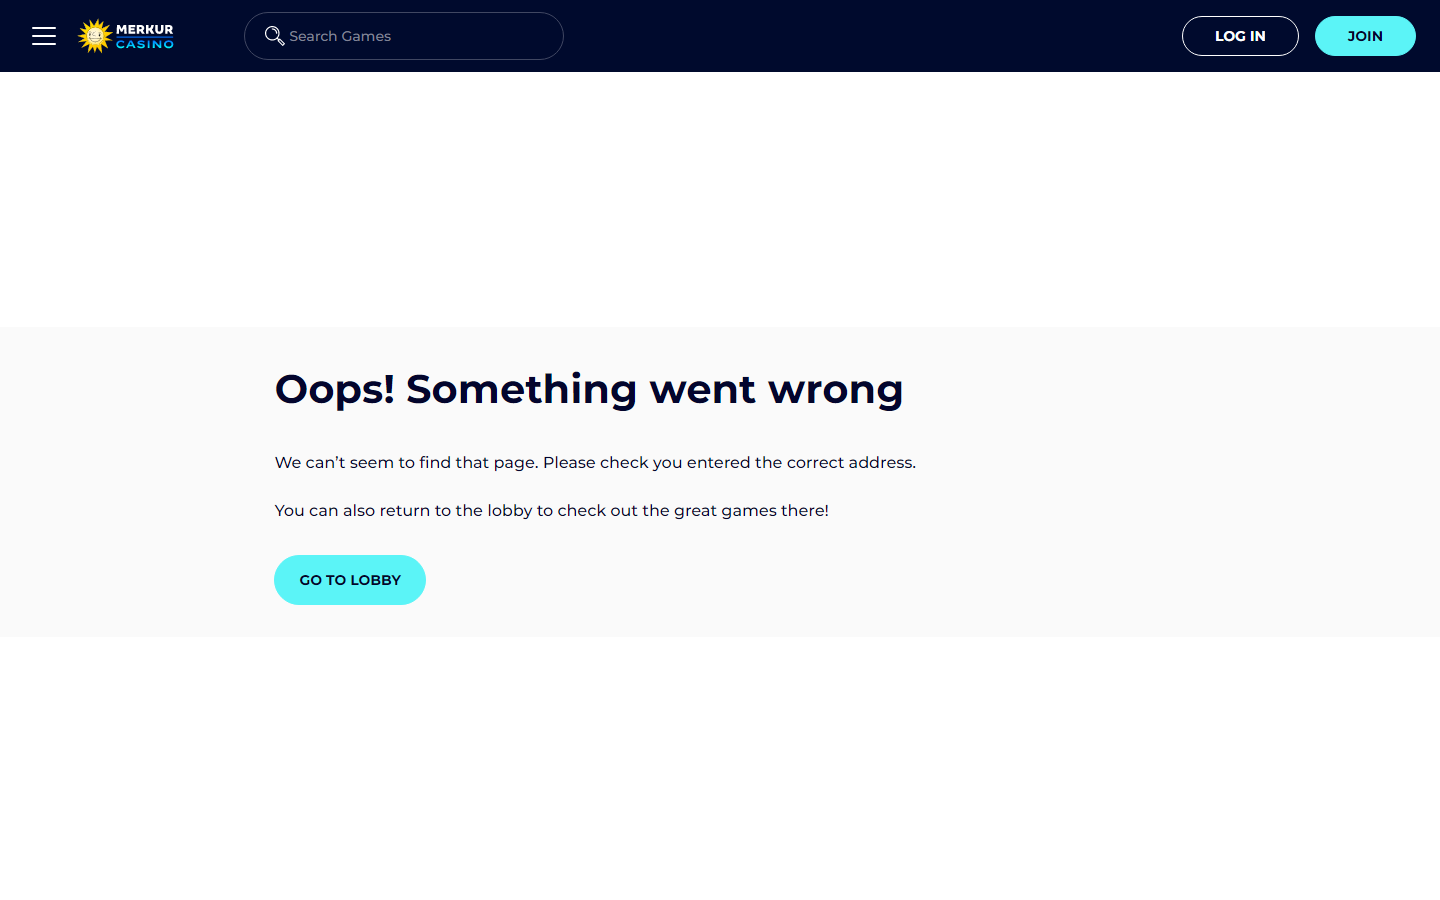 MERKUR
CASINO
Search Games
LOG IN
JOIN
Oops! Something went wrong
We can’t seem to find that page. Please check you entered the correct address.
You can also return to the lobby to check out the great games there!
GO TO LOBBY